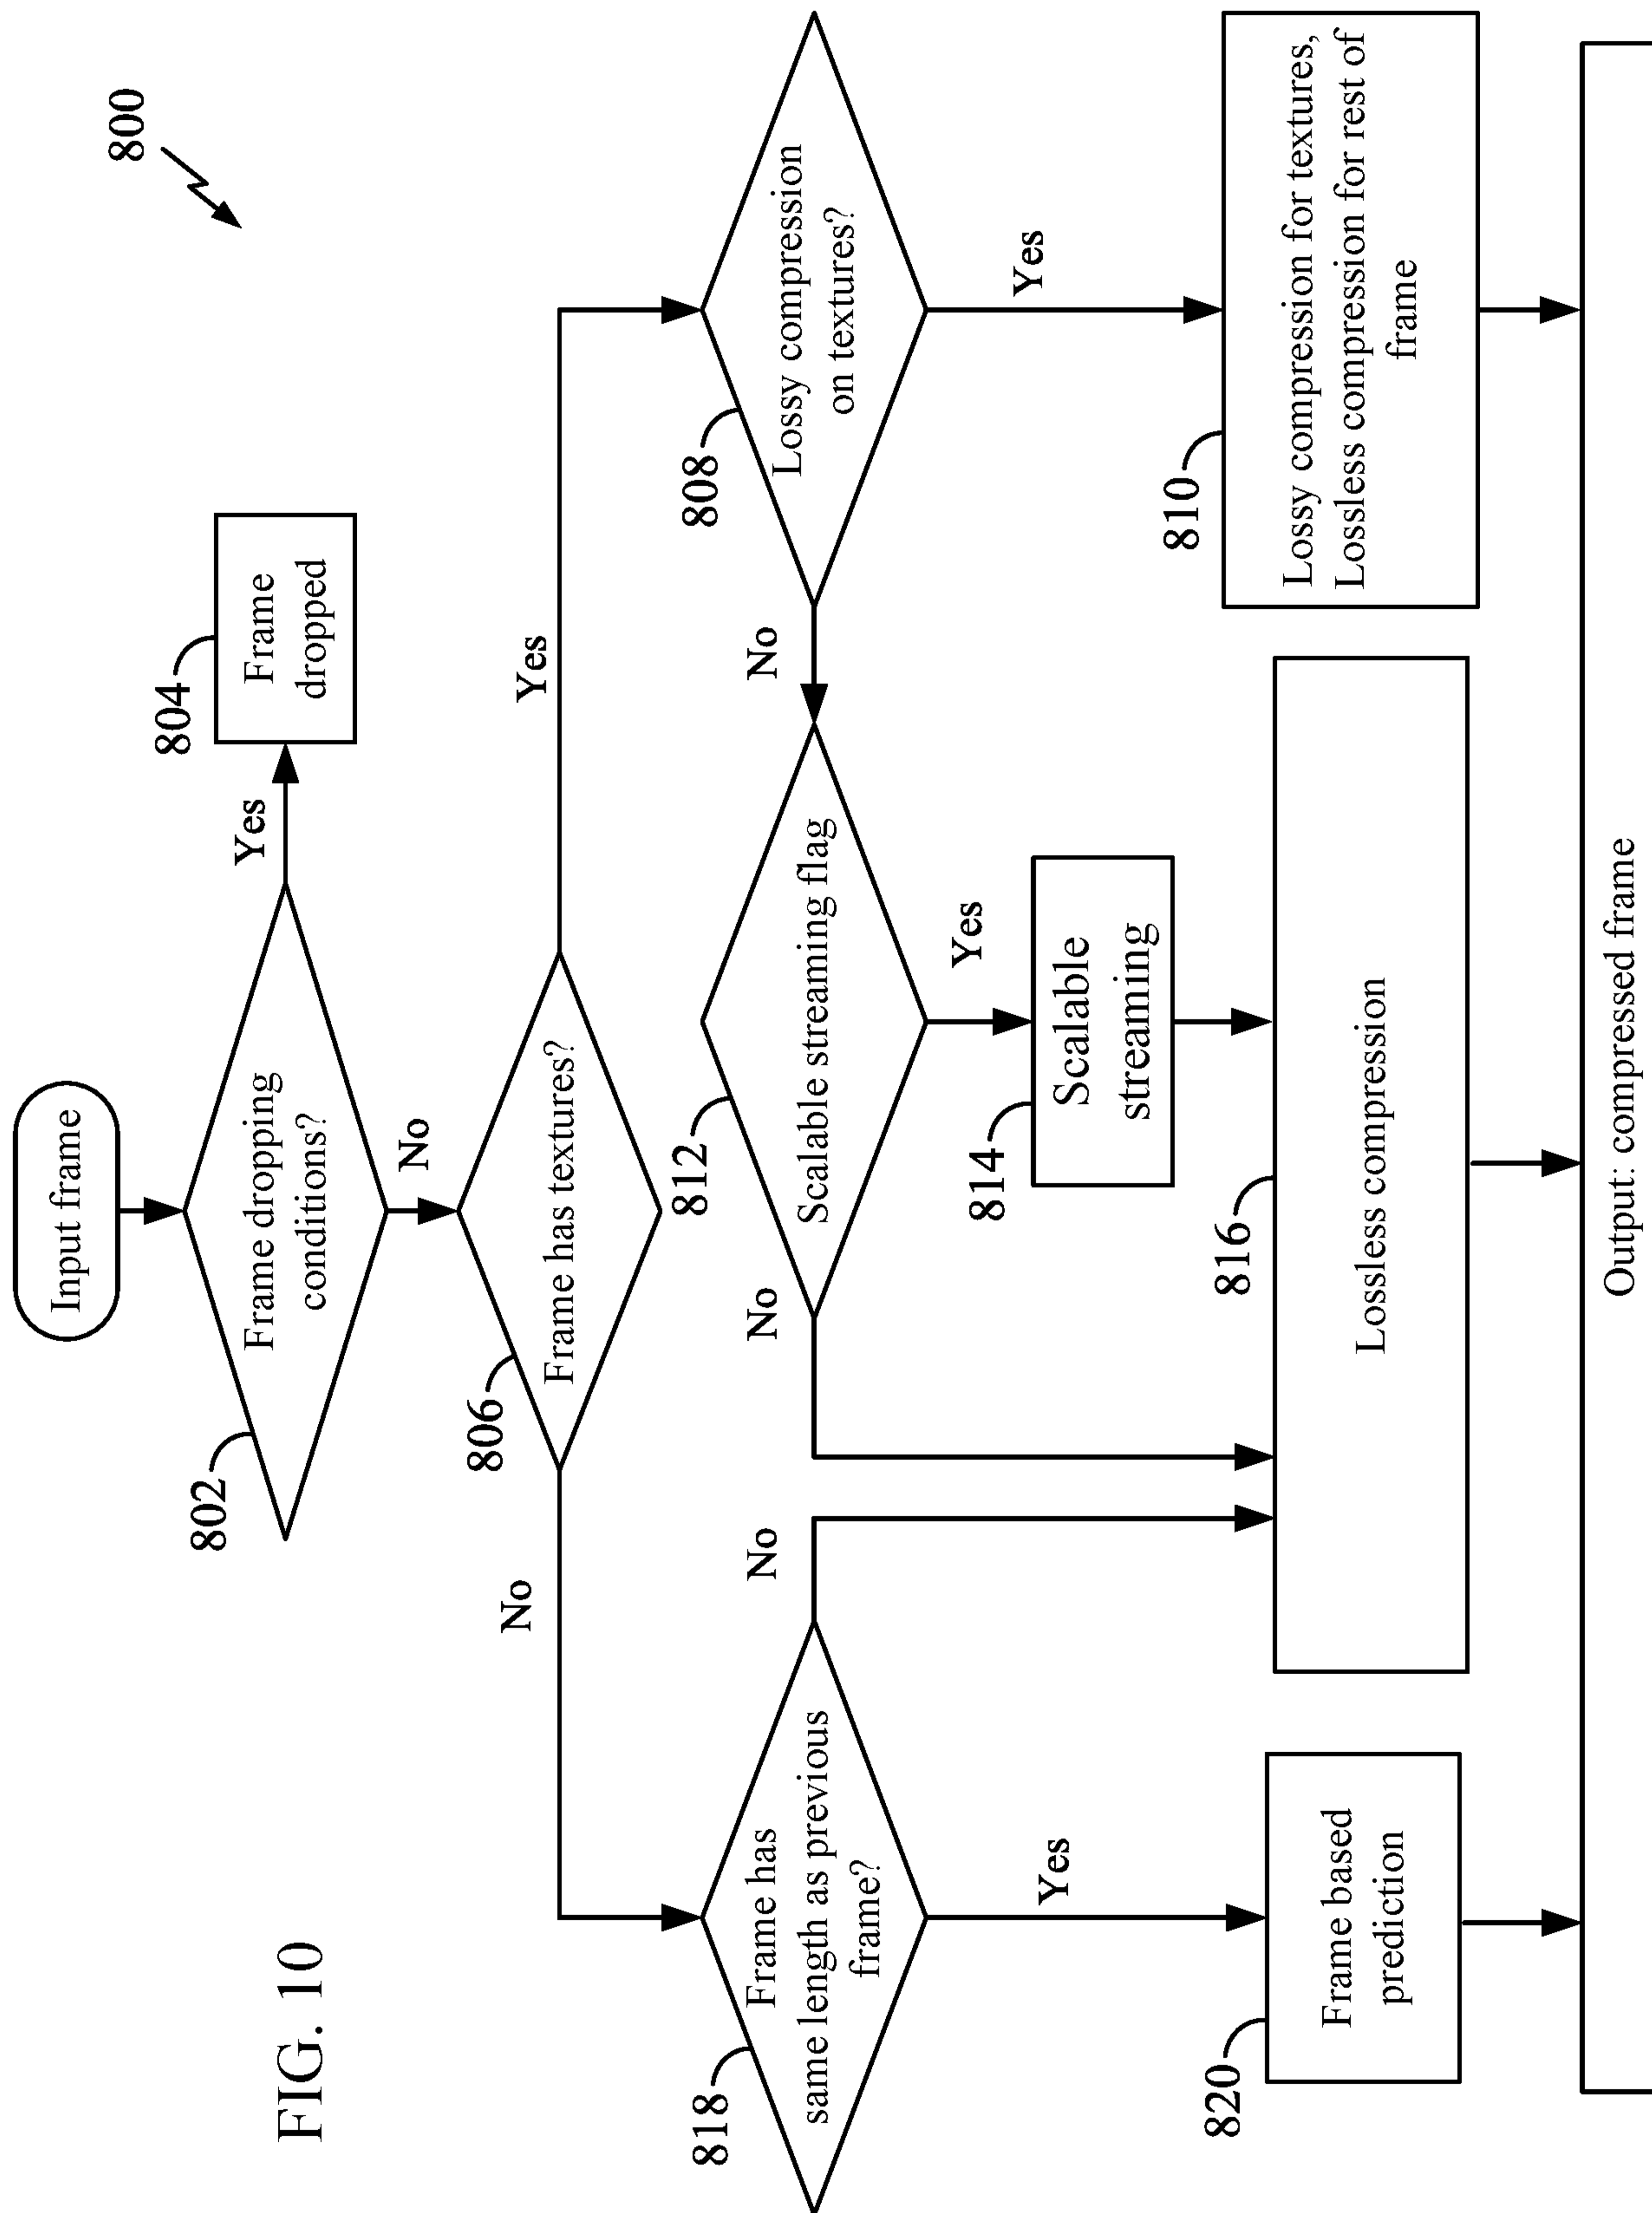 FIG. 10
800
Input frame
802
Frame dropping
conditions?
Yes
804
Frame
dropped
No
806
Frame has textures?
No
Yes
818
Frame has
same length as previous
frame?
No
Yes
812
Scalable streaming flag
No
Yes
808
Lossy compression
on textures?
No
Yes
814
Scalable
streaming
820
Frame based
prediction
816
Lossless compression
810
Lossy compression for textures,
Lossless compression for rest of
frame
Output: compressed frame